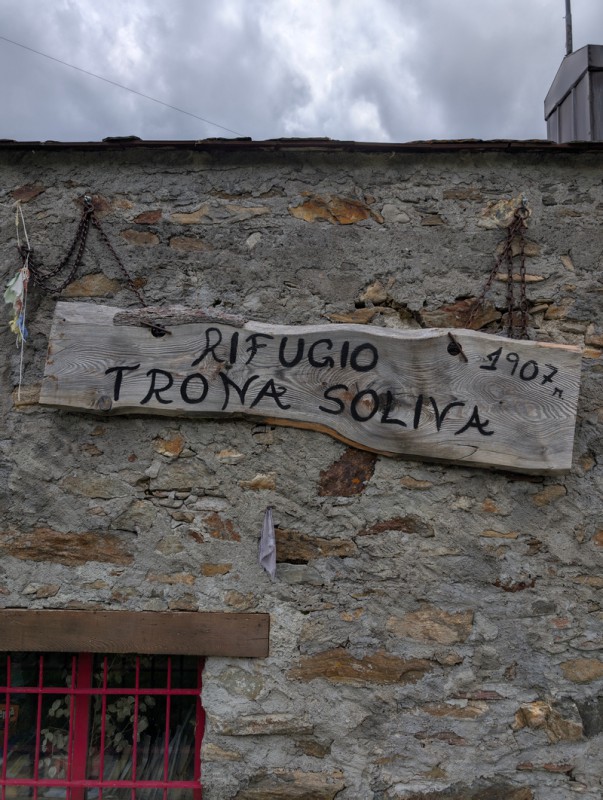 RIFUGIO 1907 m
TRONA SOLIVA